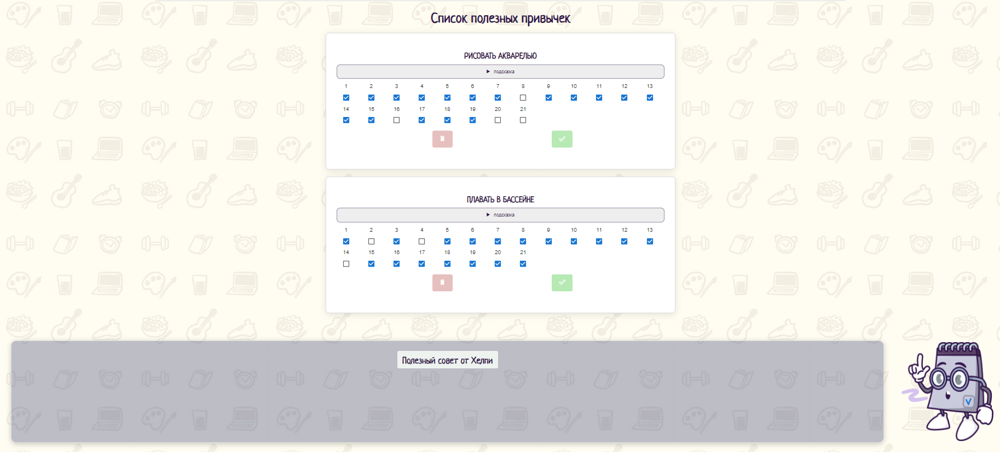 Список полезных привычек
РИСОВАТЬ АКВАРЕЛЬЮ
▶ подсказка
1 2 3 4 5 6 7 8 9 10 11 12 13
14 15 16 17 18 19 20 21
ПЛАВАТЬ В БАССЕЙНЕ
▶ подсказка
1 2 3 4 5 6 7 8 9 10 11 12 13
14 15 16 17 18 19 20 21
Полезный совет от Хелпи